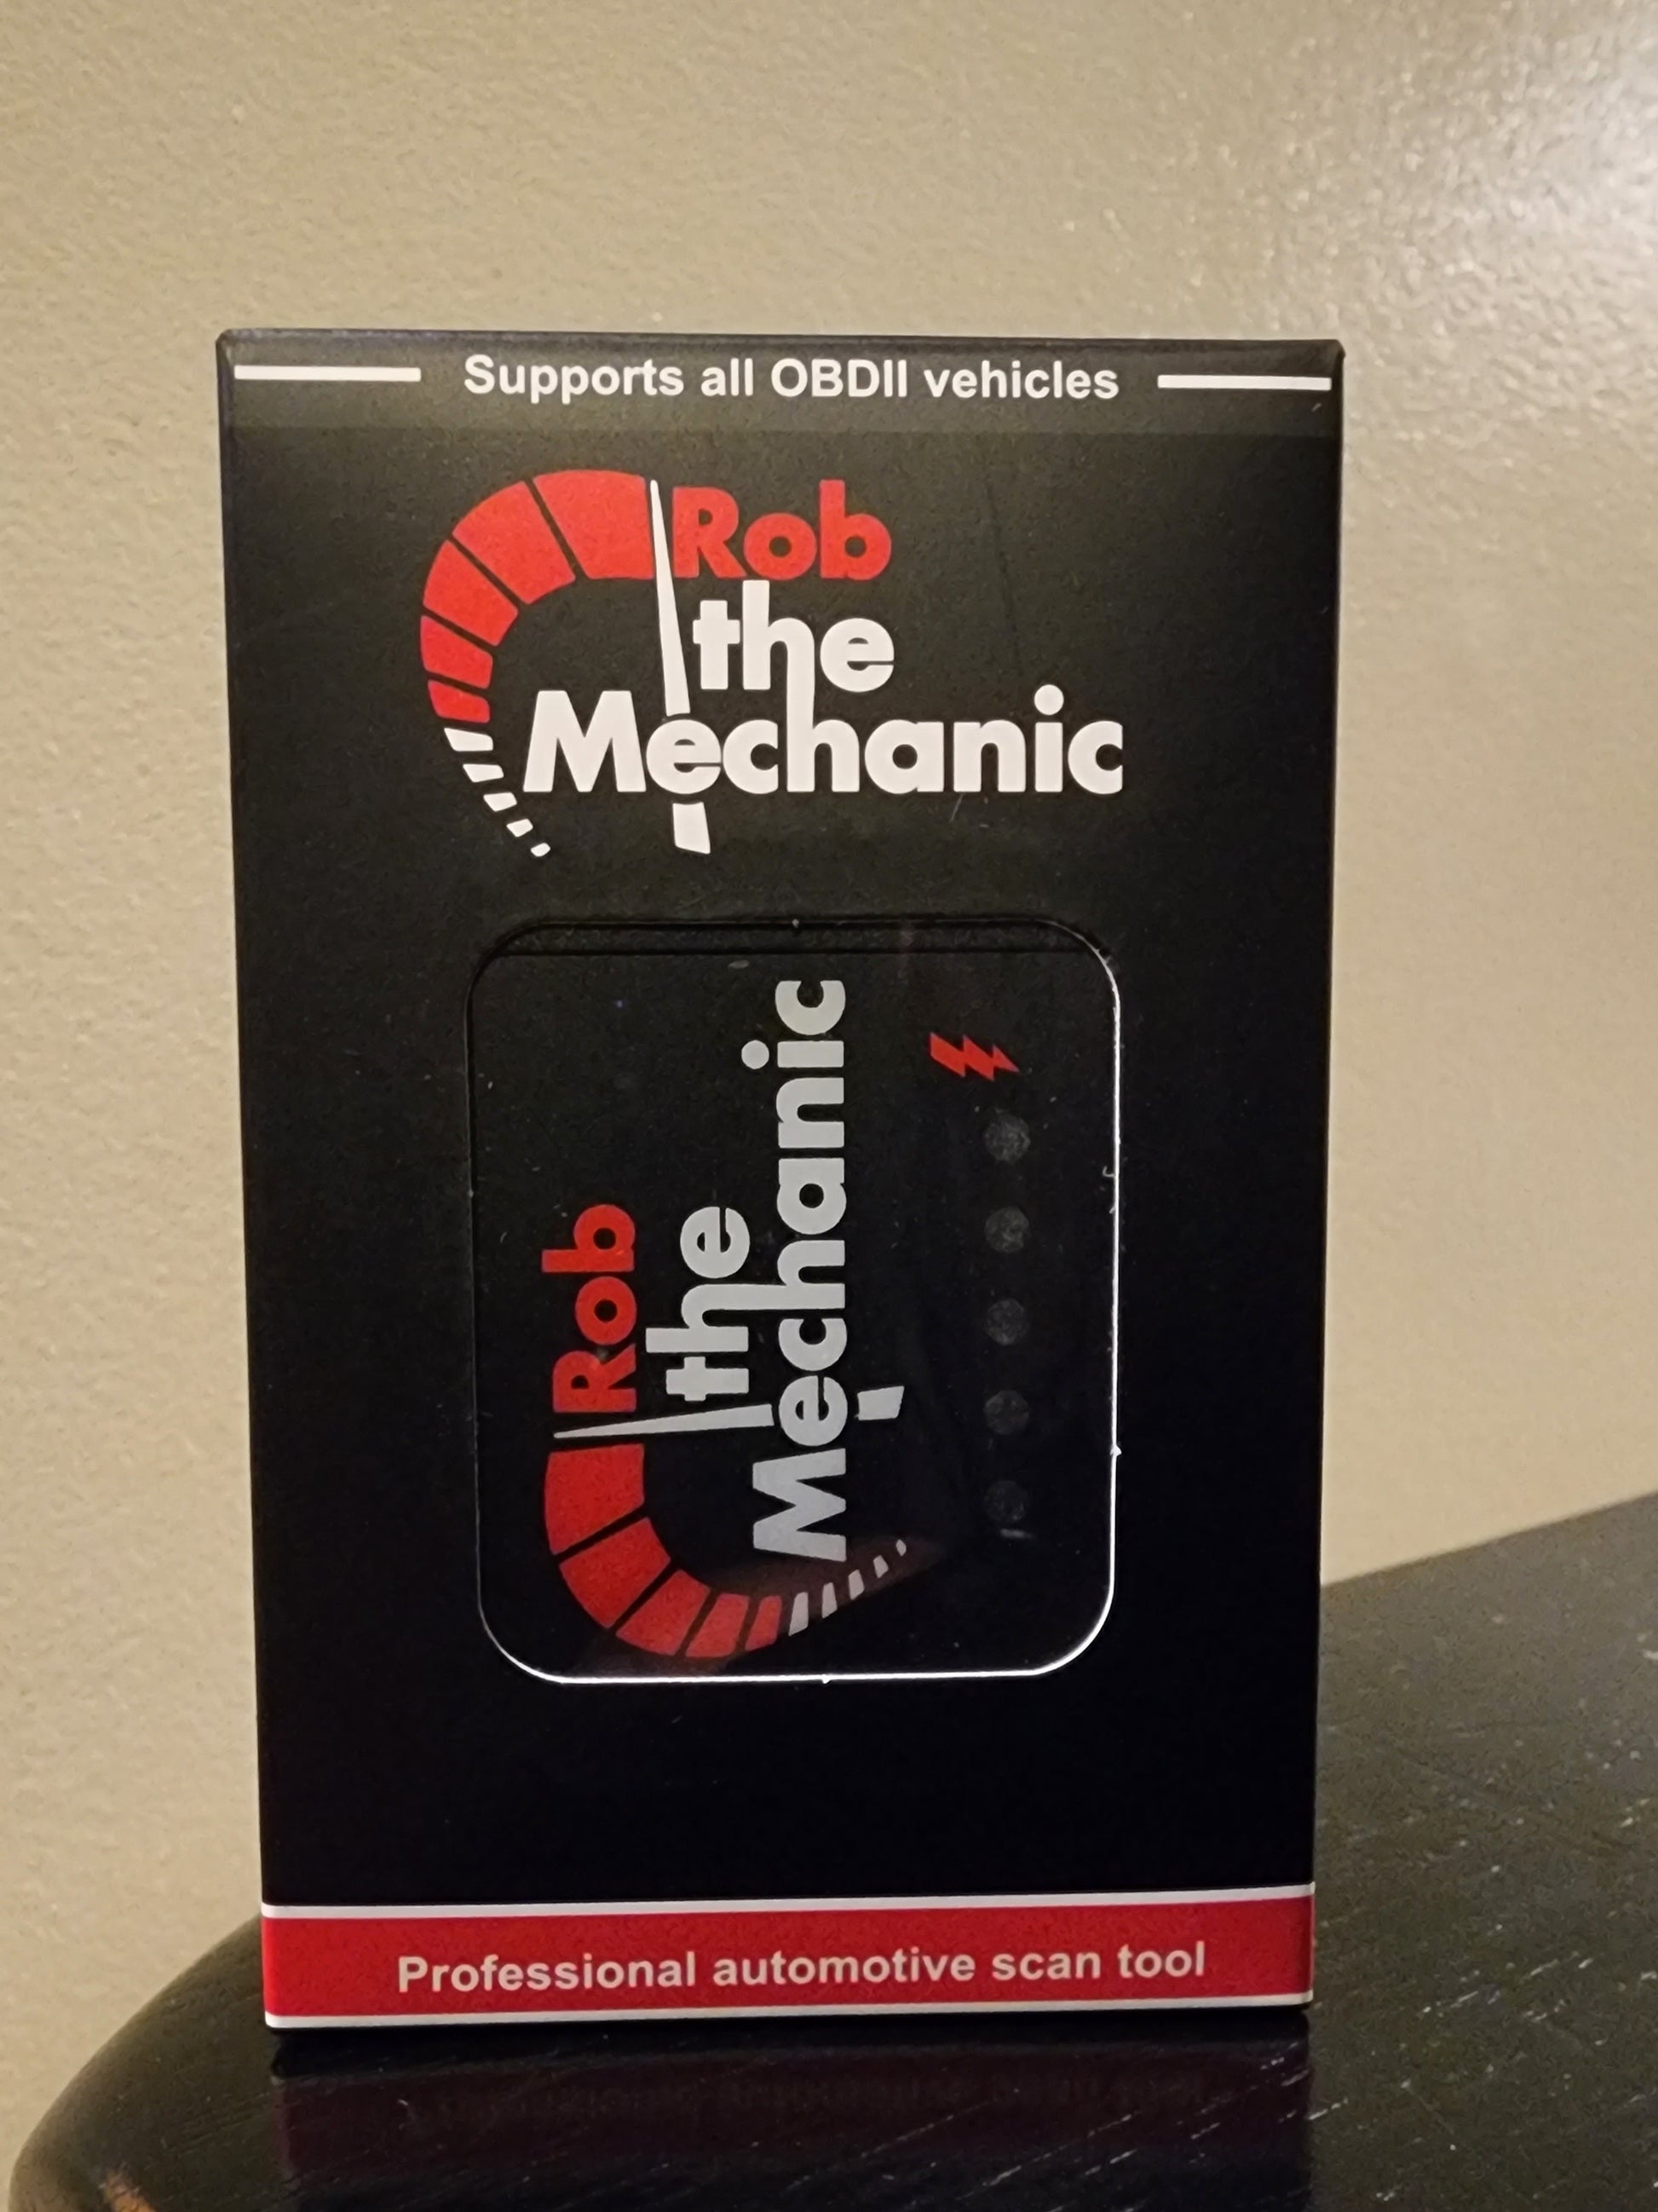 Supports all OBDII vehicles
Rob
the
Mechanic
Rob
the
Mechanic
Professional automotive scan tool